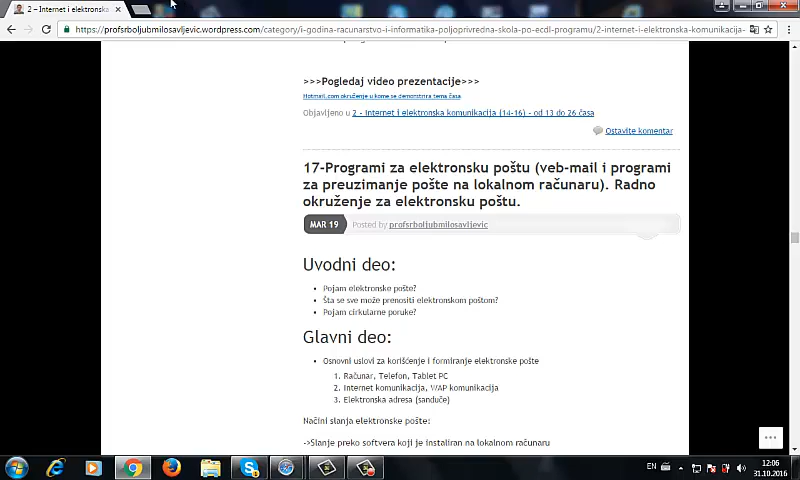 2 – Internet i elektronska
https://profsrboljubmilosavljevic.wordpress.com/category/i-godina-racunarstvo-i-informatika-poljoprivredna-skola-po-ecdl-programu/2-internet-i-elektronska-komunikacija-
>>>Pogledaj video prezentacije>>>
Hotmail.com okruženje u kome se demonstrira tema časa
Objavljeno u 2 - Internet i elektronska komunikacija (14-16) - od 13 do 26 časa
Ostavite komentar
17-Programi za elektronsku poštu (veb-mail i programi
za preuzimanje pošte na lokalnom računaru). Radno
okruženje za elektronsku poštu.
MAR 19 Posted by profsrboljubmilosavljevic
Uvodni deo:
• Pojam elektronske pošte?
• Šta se sve može prenositi elektronskom poštom?
• Pojam cirkularne poruke?
Glavni deo:
• Osnovni uslovi za korišćenje i formiranje elektronske pošte
1. Računar, Telefon, Tablet PC
2. Internet komunikacija, WAP komunikacija
3. Elektronska adresa (sanduče)
Načini slanja elektronske pošte:
->Slanje preko softvera koji je instaliran na lokalnom računaru
EN
12:06
31.10.2016